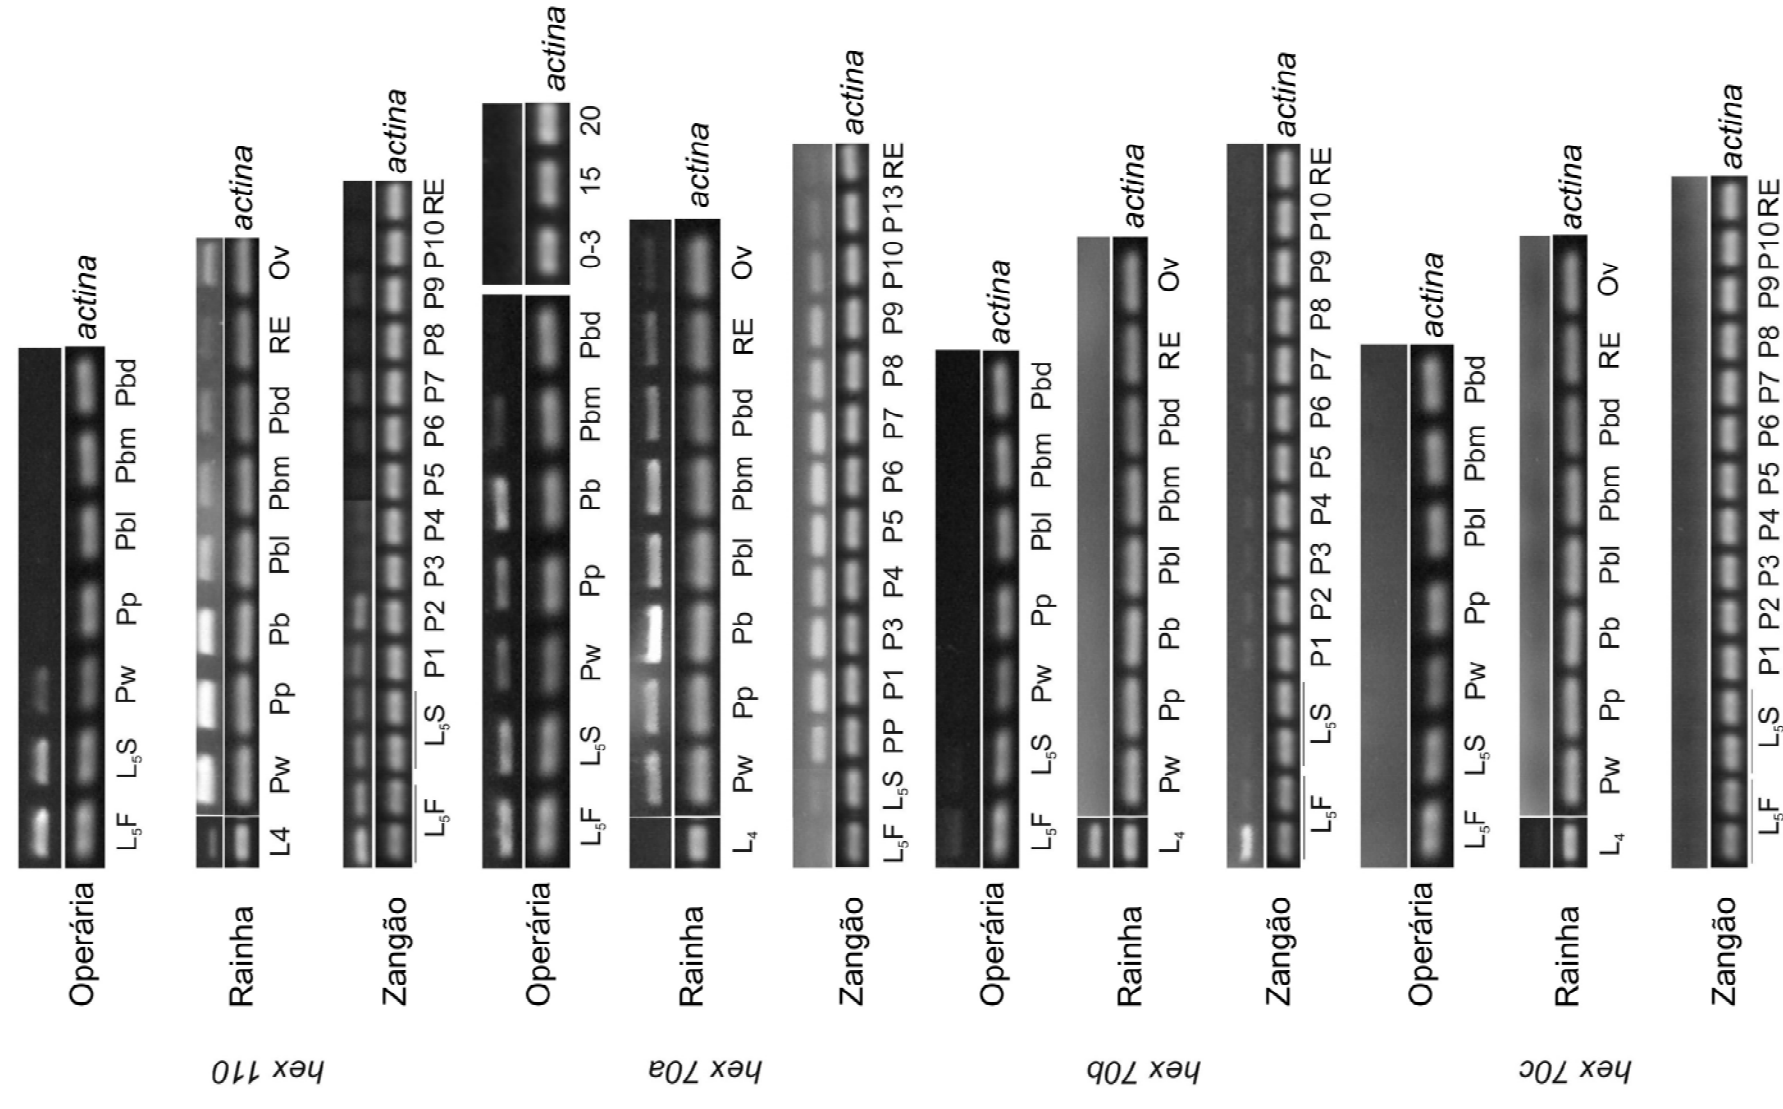 hex 110
Operária
actina
L5F L5S Pw Pp Pbl Pbm Pbd
Rainha
actina
L4 Pw Pp Pb Pbl Pbm Pbd RE Ov
Zangão
actina
L5F L5S P1 P2 P3 P4 P5 P6 P7 P8 P9 P10 RE
hex 70a
Operária
actina
L5F L5S Pw Pp Pb Pbm Pbd 0-3 15 20
Rainha
actina
L4 Pw Pp Pb Pbl Pbm Pbd RE Ov
Zangão
actina
L5F L5S PP P1 P3 P4 P5 P6 P7 P8 P9 P10 P13 RE
hex 70b
Operária
actina
L5F L5S Pw Pp Pbl Pbm Pbd
Rainha
actina
L4 Pw Pp Pb Pbl Pbm Pbd RE Ov
Zangão
actina
L5F L5S P1 P2 P3 P4 P5 P6 P7 P8 P9 P10 RE
hex 70c
Operária
actina
L5F L5S Pw Pp Pbl Pbm Pbd
Rainha
actina
L4 Pw Pp Pb Pbl Pbm Pbd RE Ov
Zangão
L5F L5S P1 P2 P3 P4 P5 P6 P7 P8 P9 P10 RE
actina